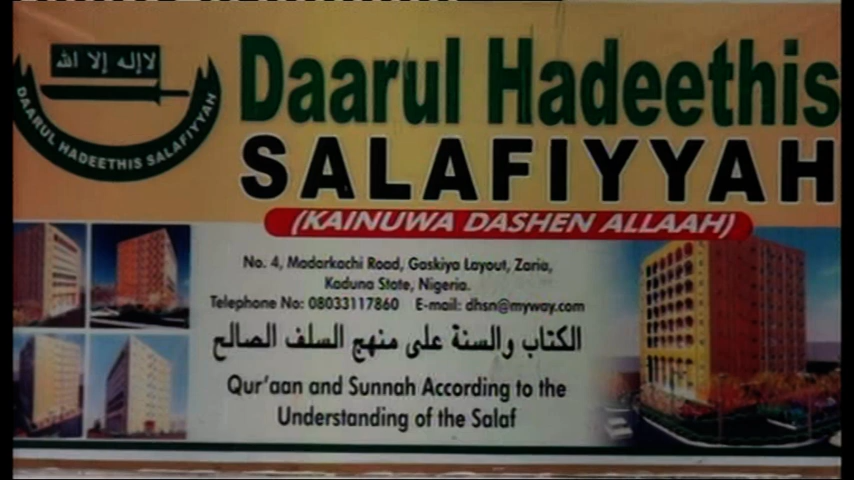 لا إله إلا الله
DAARUL HADEETHIS SALAFIYYAH
Daarul Hadeethis
SALAFIYYAH
(KAINUWA DASHEN ALLAAH)
No. 4, Madarkachi Road, Gaskiya Layout, Zaria,
Kaduna State, Nigeria.
Telephone No: 08033117860 E-mail: dhsn@myway.com
الكتاب والسنة على منهج السلف الصالح
Qur'aan and Sunnah According to the
Understanding of the Salaf